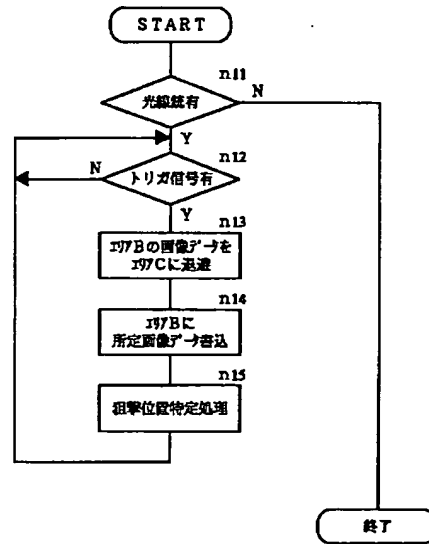 START
n11
光線銃有
N
Y
n12
トリガ信号有
N
Y
n13
エリアBの画像データを
エリアCに退避
n14
エリアBに
所定画像データ書込
n15
狙撃位置特定処理
終了